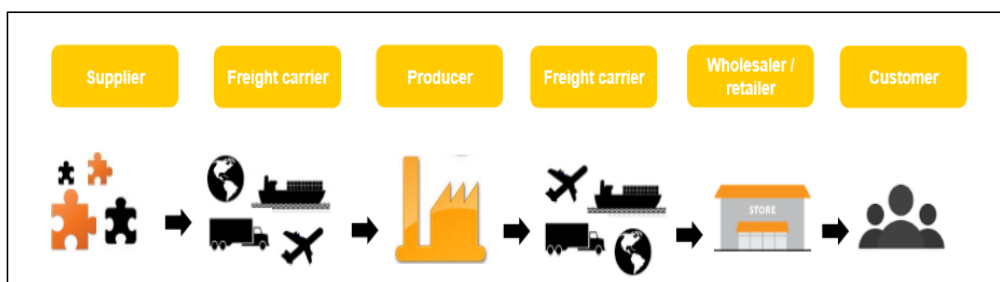 Supplier
Freight carrier
Producer
Freight carrier
Wholesaler /
retailer
Customer
STORE